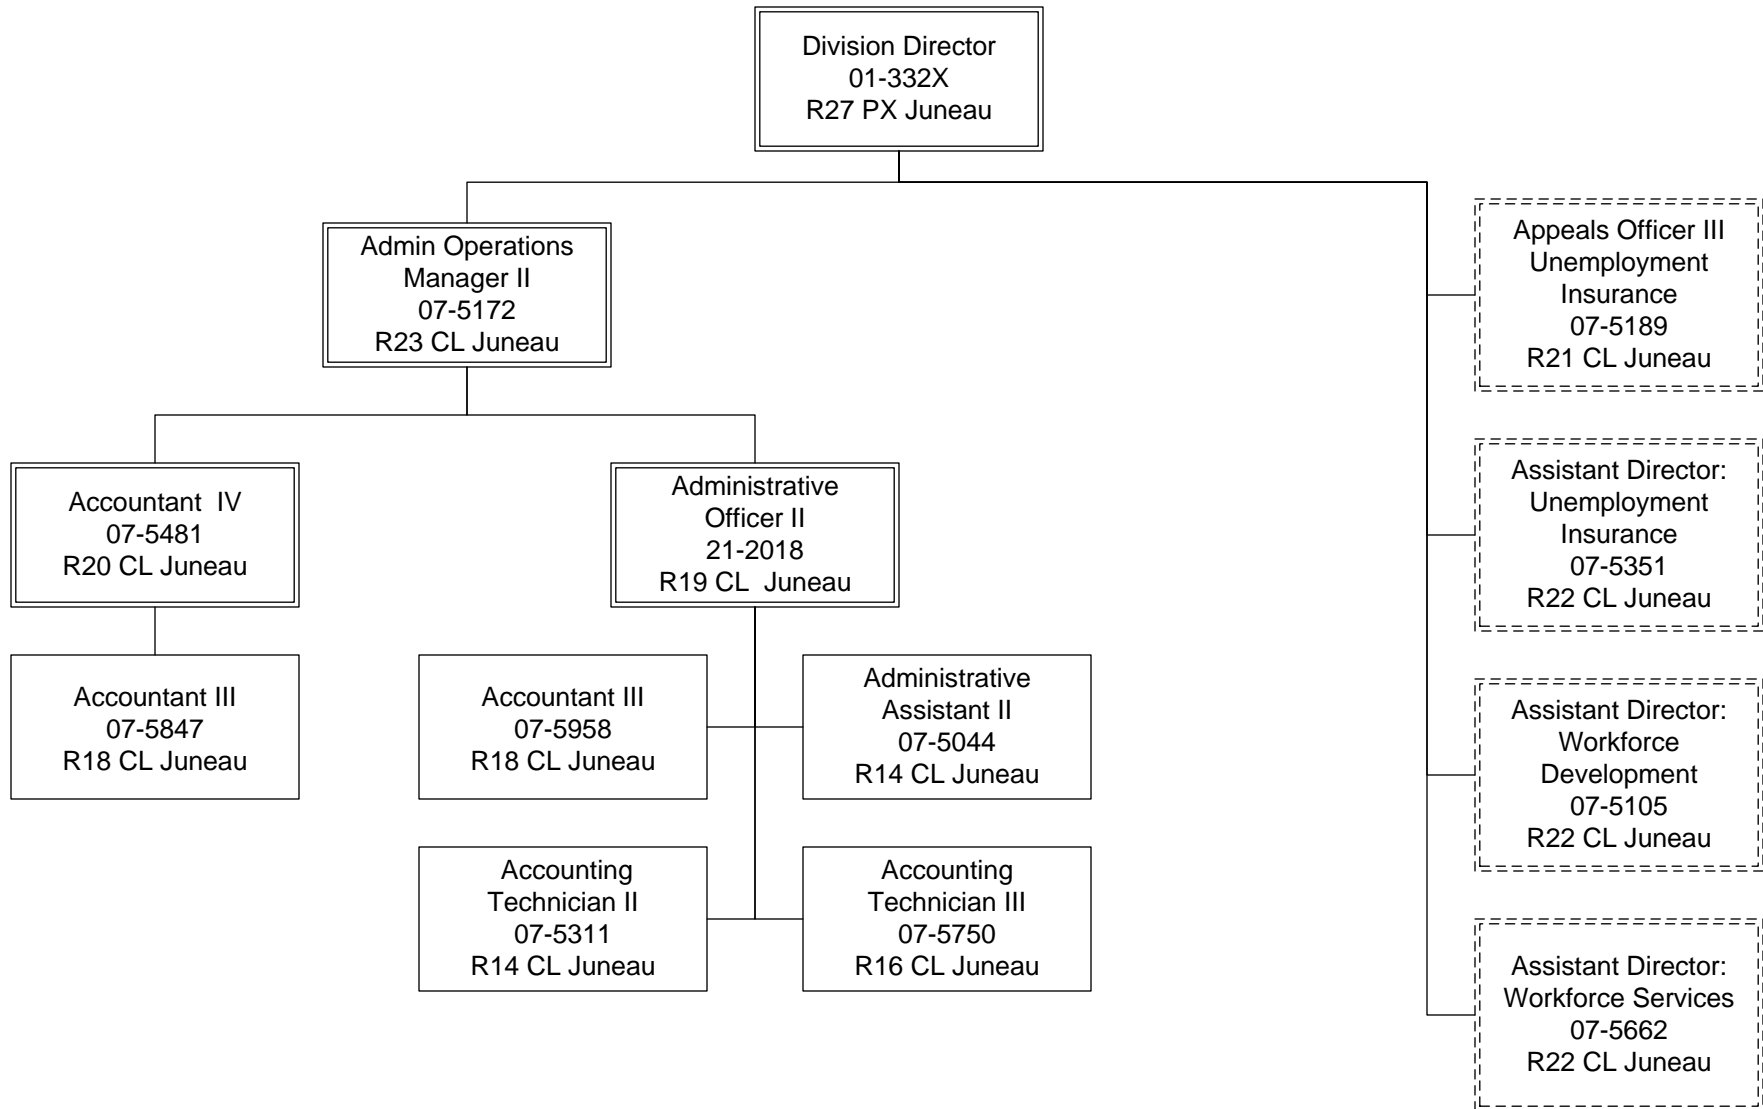 Division Director
01-332X
R27 PX Juneau
Admin Operations
Manager II
07-5172
R23 CL Juneau
Accountant  IV
07-5481
R20 CL Juneau
Administrative
Officer II
21-2018
R19 CL  Juneau
Accountant III
07-5847
R18 CL Juneau
Accountant III
07-5958
R18 CL Juneau
Administrative
Assistant II
07-5044
R14 CL Juneau
Accounting
Technician II
07-5311
R14 CL Juneau
Accounting
Technician III
07-5750
R16 CL Juneau
Appeals Officer III
Unemployment
Insurance
07-5189
R21 CL Juneau
Assistant Director:
Unemployment
Insurance
07-5351
R22 CL Juneau
Assistant Director:
Workforce
Development
07-5105
R22 CL Juneau
Assistant Director:
Workforce Services
07-5662
R22 CL Juneau